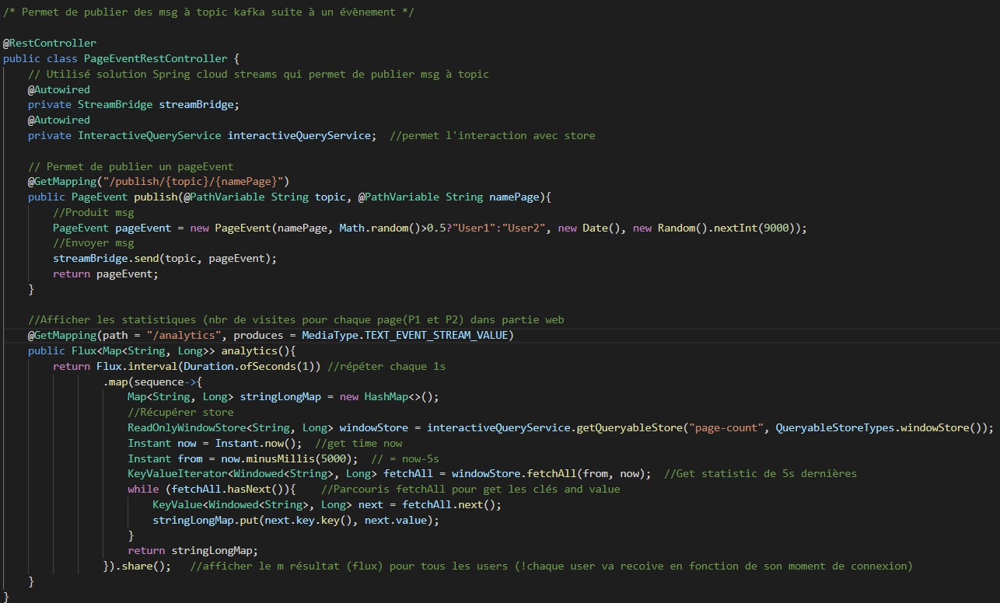 /* Permet de publier des msg à topic kafka suite à un évènement */
@RestController
public class PageEventRestController {
    // Utilisé solution Spring cloud streams qui permet de publier msg à topic
    @Autowired
    private StreamBridge streamBridge;
    @Autowired
    private InteractiveQueryService interactiveQueryService;  //permet l'interaction avec store
    // Permet de publier un pageEvent
    @GetMapping("/publish/{topic}/{namePage}")
    public PageEvent publish(@PathVariable String topic, @PathVariable String namePage){
        //Produit msg
        PageEvent pageEvent = new PageEvent(namePage, Math.random()>0.5?"User1":"User2", new Date(), new Random().nextInt(9000));
        //Envoyer msg
        streamBridge.send(topic, pageEvent);
        return pageEvent;
    }
    //Afficher les statistiques (nbr de visites pour chaque page(P1 et P2) dans partie web
    @GetMapping(path = "/analytics", produces = MediaType.TEXT_EVENT_STREAM_VALUE)
    public Flux<Map<String, Long>> analytics(){
        return Flux.interval(Duration.ofSeconds(1)) //répéter chaque 1s
                .map(sequence->{
                    Map<String, Long> stringLongMap = new HashMap<>();
                    //Récupérer store
                    ReadOnlyWindowStore<String, Long> windowStore = interactiveQueryService.getQueryableStore("page-count", QueryableStoreTypes.windowStore());
                    Instant now = Instant.now();  //get time now
                    Instant from = now.minusMillis(5000);  // = now-5s
                    KeyValueIterator<Windowed<String>, Long> fetchAll = windowStore.fetchAll(from, now);  //Get statistic de 5s dernières
                    while (fetchAll.hasNext()){    //Parcouris fetchAll pour get les clés and value
                        KeyValue<Windowed<String>, Long> next = fetchAll.next();
                        stringLongMap.put(next.key.key(), next.value);
                    }
                    return stringLongMap;
                }).share();   //afficher le m résultat (flux) pour tous les users (!chaque user va recoive en fonction de son moment de connexion)
    }
}